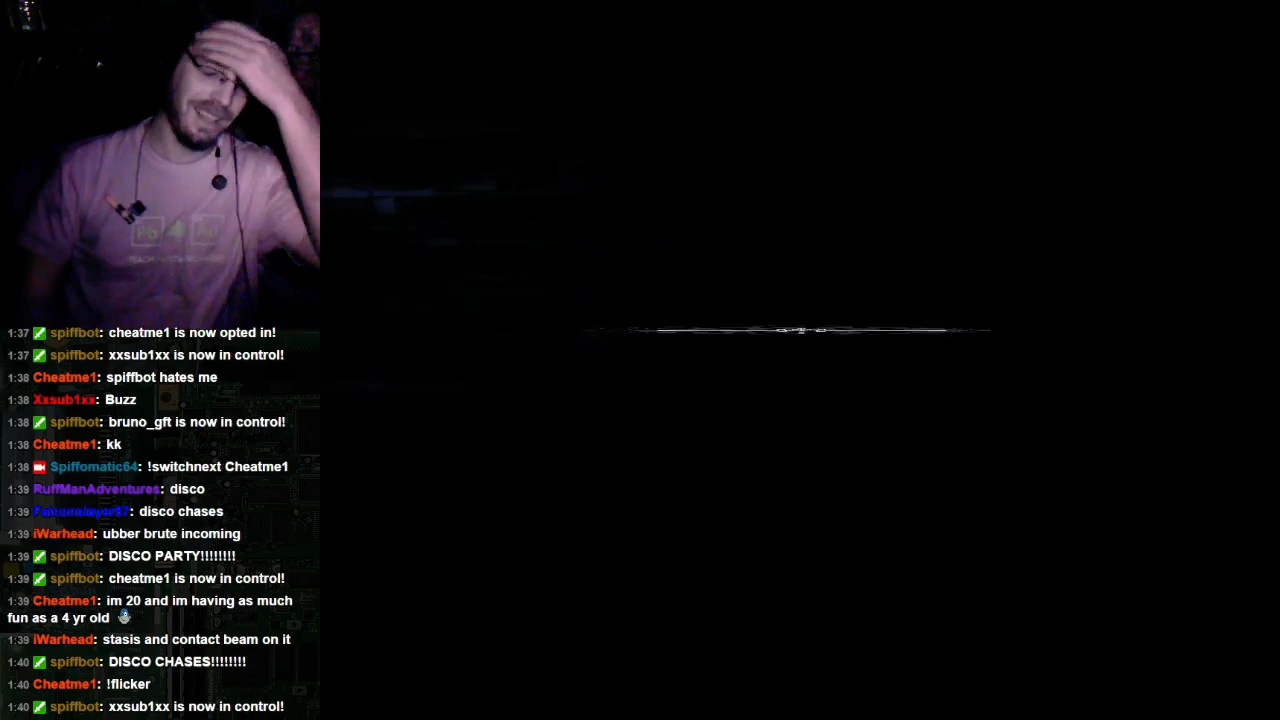 Pb
1:37 spiffbot: cheatme1 is now opted in!
1:37 spiffbot: xxsub1xx is now in control!
1:38 Cheatme1: spiffbot hates me
1:38 Xxsub1xx: Buzz
1:38 spiffbot: bruno_gft is now in control!
1:38 Cheatme1: kk
1:38 Spiffomatic64: !switchnext Cheatme1
1:39 RuffManAdventures: disco
1:39 Falconslayer97: disco chases
1:39 iWarhead: ubber brute incoming
1:39 spiffbot: DISCO PARTY!!!!!!!!
1:39 spiffbot: cheatme1 is now in control!
1:39 Cheatme1: im 20 and im having as much
fun as a 4 yr old
1:39 iWarhead: stasis and contact beam on it
1:40 spiffbot: DISCO CHASES!!!!!!!!
1:40 Cheatme1: !flicker
1:40 spiffbot: xxsub1xx is now in control!